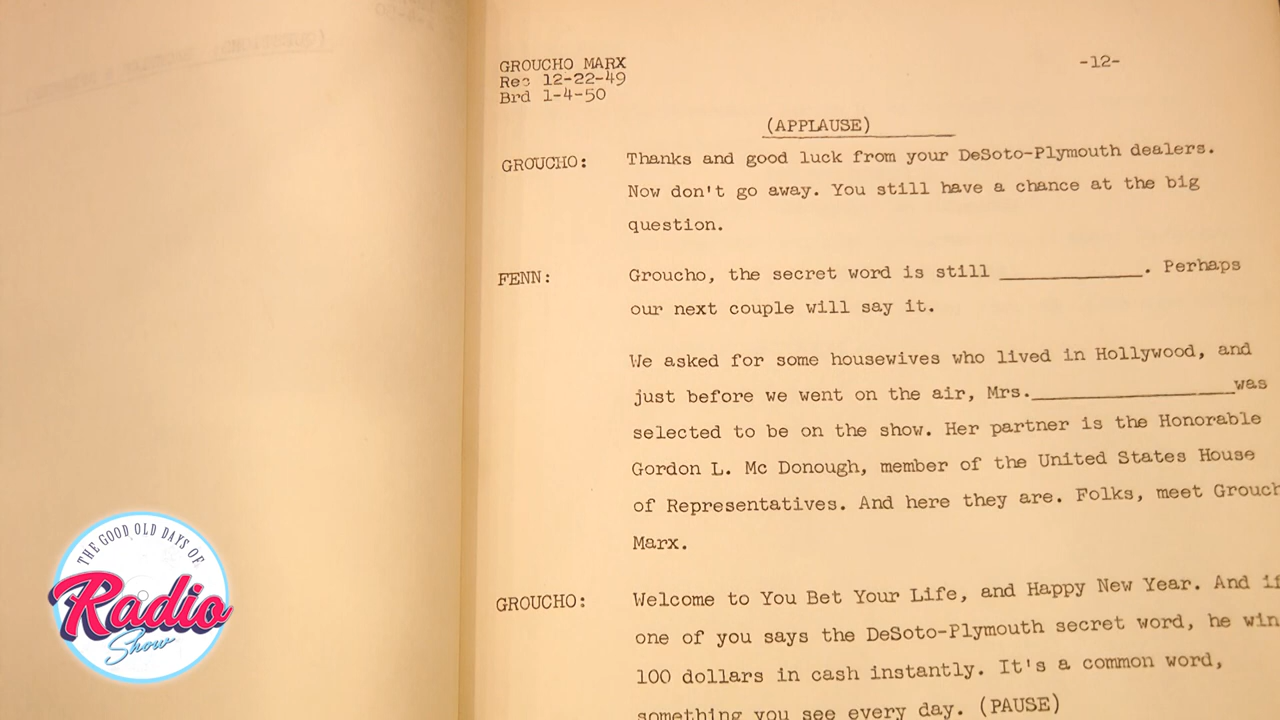 GROUCHO MARX
-12-
Rec 12-22-49
Brd 1-4-50
(APPLAUSE)
GROUCHO: Thanks and good luck from your DeSoto-Plymouth dealers.
Now don't go away. You still have a chance at the big
question.
FENN: Groucho, the secret word is still ____________. Perhaps
our next couple will say it.
We asked for some housewives who lived in Hollywood, and
just before we went on the air, Mrs.________________was
selected to be on the show. Her partner is the Honorable
Gordon L. Mc Donough, member of the United States House
of Representatives. And here they are. Folks, meet Grouch
Marx.
GROUCHO: Welcome to You Bet Your Life, and Happy New Year. And if
one of you says the DeSoto-Plymouth secret word, he win
100 dollars in cash instantly. It's a common word,
something you see every day. (PAUSE)
THE GOOD OLD DAYS OF
Radio
Show